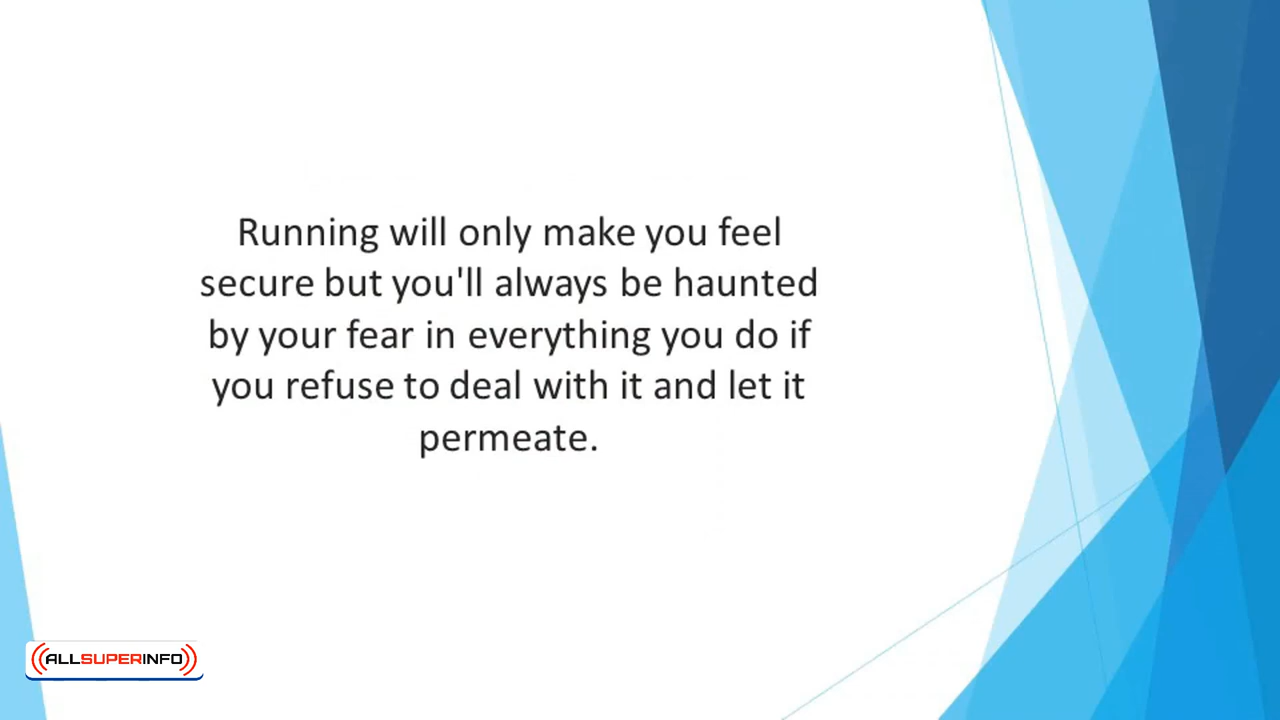 Running will only make you feel
secure but you'll always be haunted
by your fear in everything you do if
you refuse to deal with it and let it
permeate.
ALLSUPERINFO